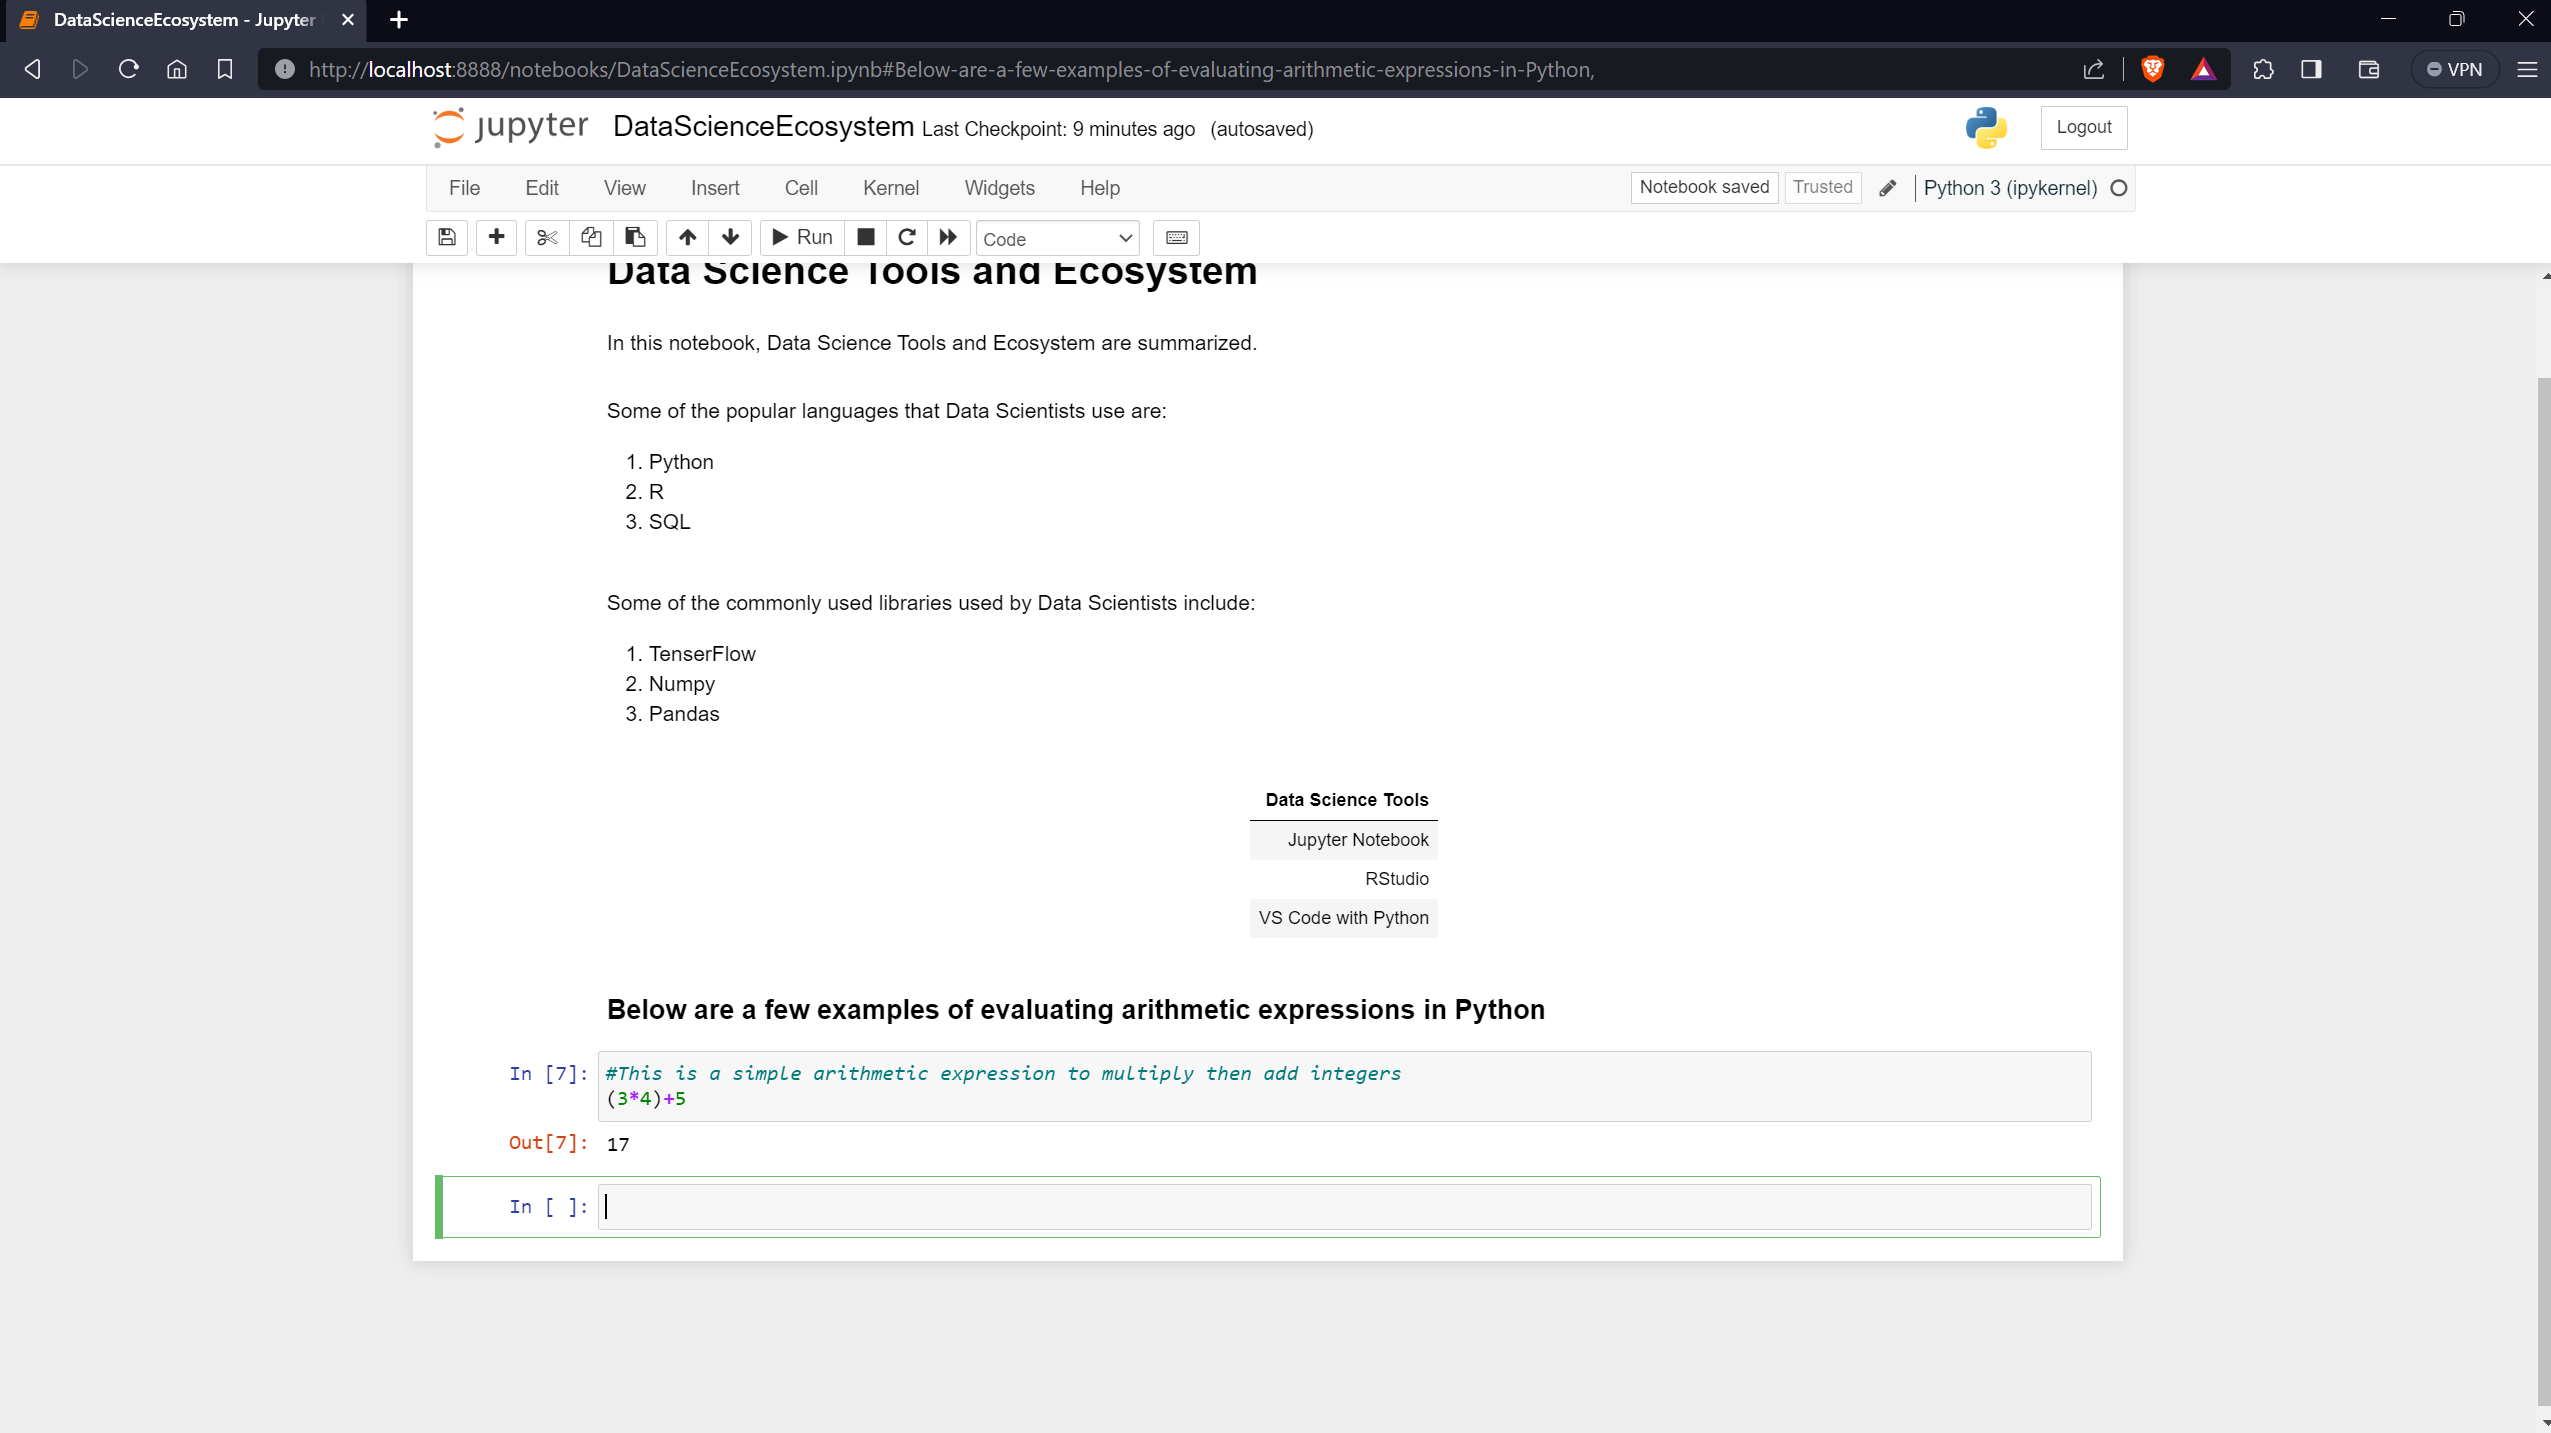 DataScienceEcosystem - Jupyter
http://localhost:8888/notebooks/DataScienceEcosystem.ipynb#Below-are-a-few-examples-of-evaluating-arithmetic-expressions-in-Python,
VPN
jupyter DataScienceEcosystem Last Checkpoint: 9 minutes ago (autosaved)
Logout
File Edit View Insert Cell Kernel Widgets Help
Notebook saved Trusted Python 3 (ipykernel)
Run Code
Data Science Tools and Ecosystem
In this notebook, Data Science Tools and Ecosystem are summarized.
Some of the popular languages that Data Scientists use are:
1. Python
2. R
3. SQL
Some of the commonly used libraries used by Data Scientists include:
1. TenserFlow
2. Numpy
3. Pandas
Data Science Tools
Jupyter Notebook
RStudio
VS Code with Python
Below are a few examples of evaluating arithmetic expressions in Python
In [7]: #This is a simple arithmetic expression to multiply then add integers
(3*4)+5
Out[7]: 17
In [ ]: